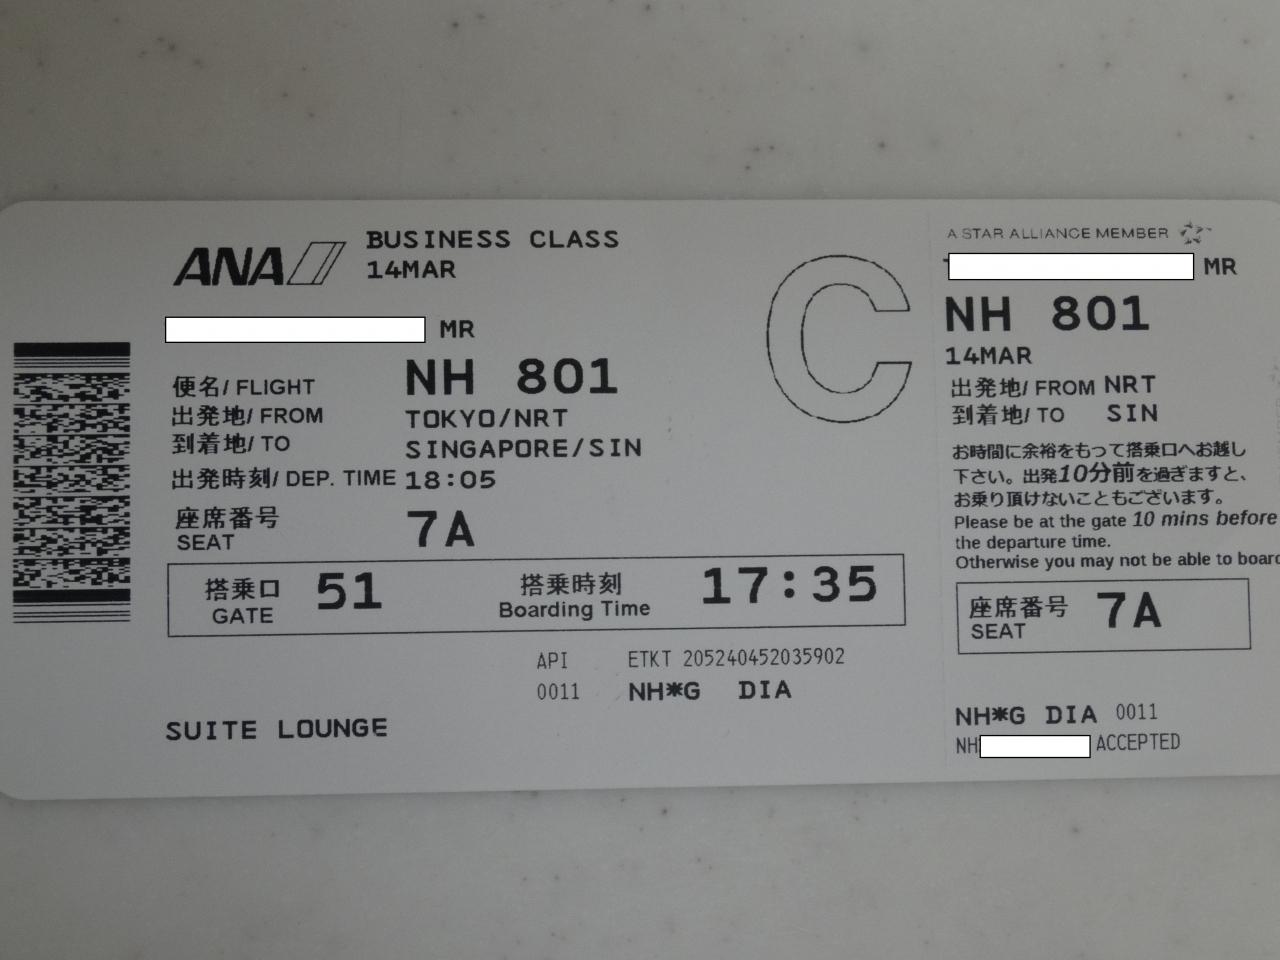 ANA
BUSINESS CLASS
14MAR
MR
便名/ FLIGHT NH 801
出発地/ FROM TOKYO/NRT
到着地/ TO SINGAPORE/SIN
出発時刻/ DEP. TIME 18:05
座席番号
SEAT 7A
搭乗口
GATE 51
搭乗時刻
Boarding Time 17:35
API ETKT 205240452035902
0011 NH*G DIA
SUITE LOUNGE
C
A STAR ALLIANCE MEMBER
MR
NH 801
14MAR
出発地/ FROM NRT
到着地/ TO SIN
お時間に余裕をもって搭乗口へお越し
下さい。出発10分前を過ぎますと、
お乗り頂けないこともございます。
Please be at the gate 10 mins before
the departure time.
Otherwise you may not be able to board
座席番号
SEAT 7A
NH*G DIA 0011
NH ACCEPTED